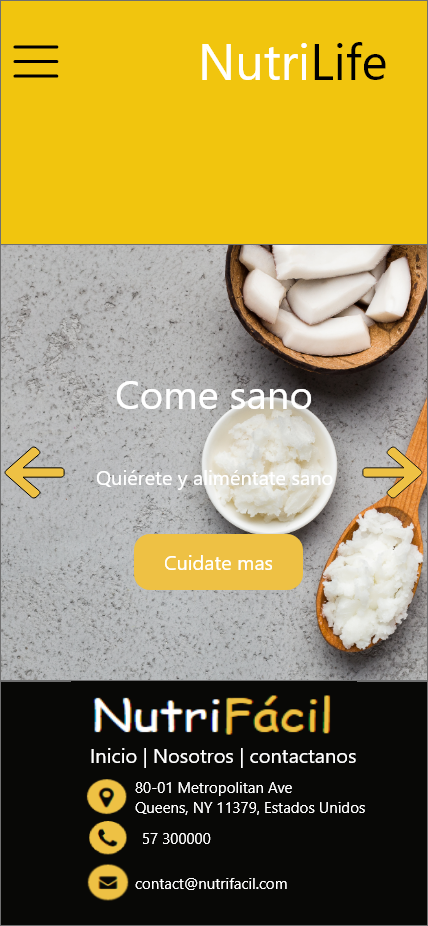 NutriLife
Come sano
Quiérete y aliméntate sano
Cuidate mas
NutriFácil
Inicio | Nosotros | contactanos
80-01 Metropolitan Ave
Queens, NY 11379, Estados Unidos
57 300000
contact@nutrifacil.com